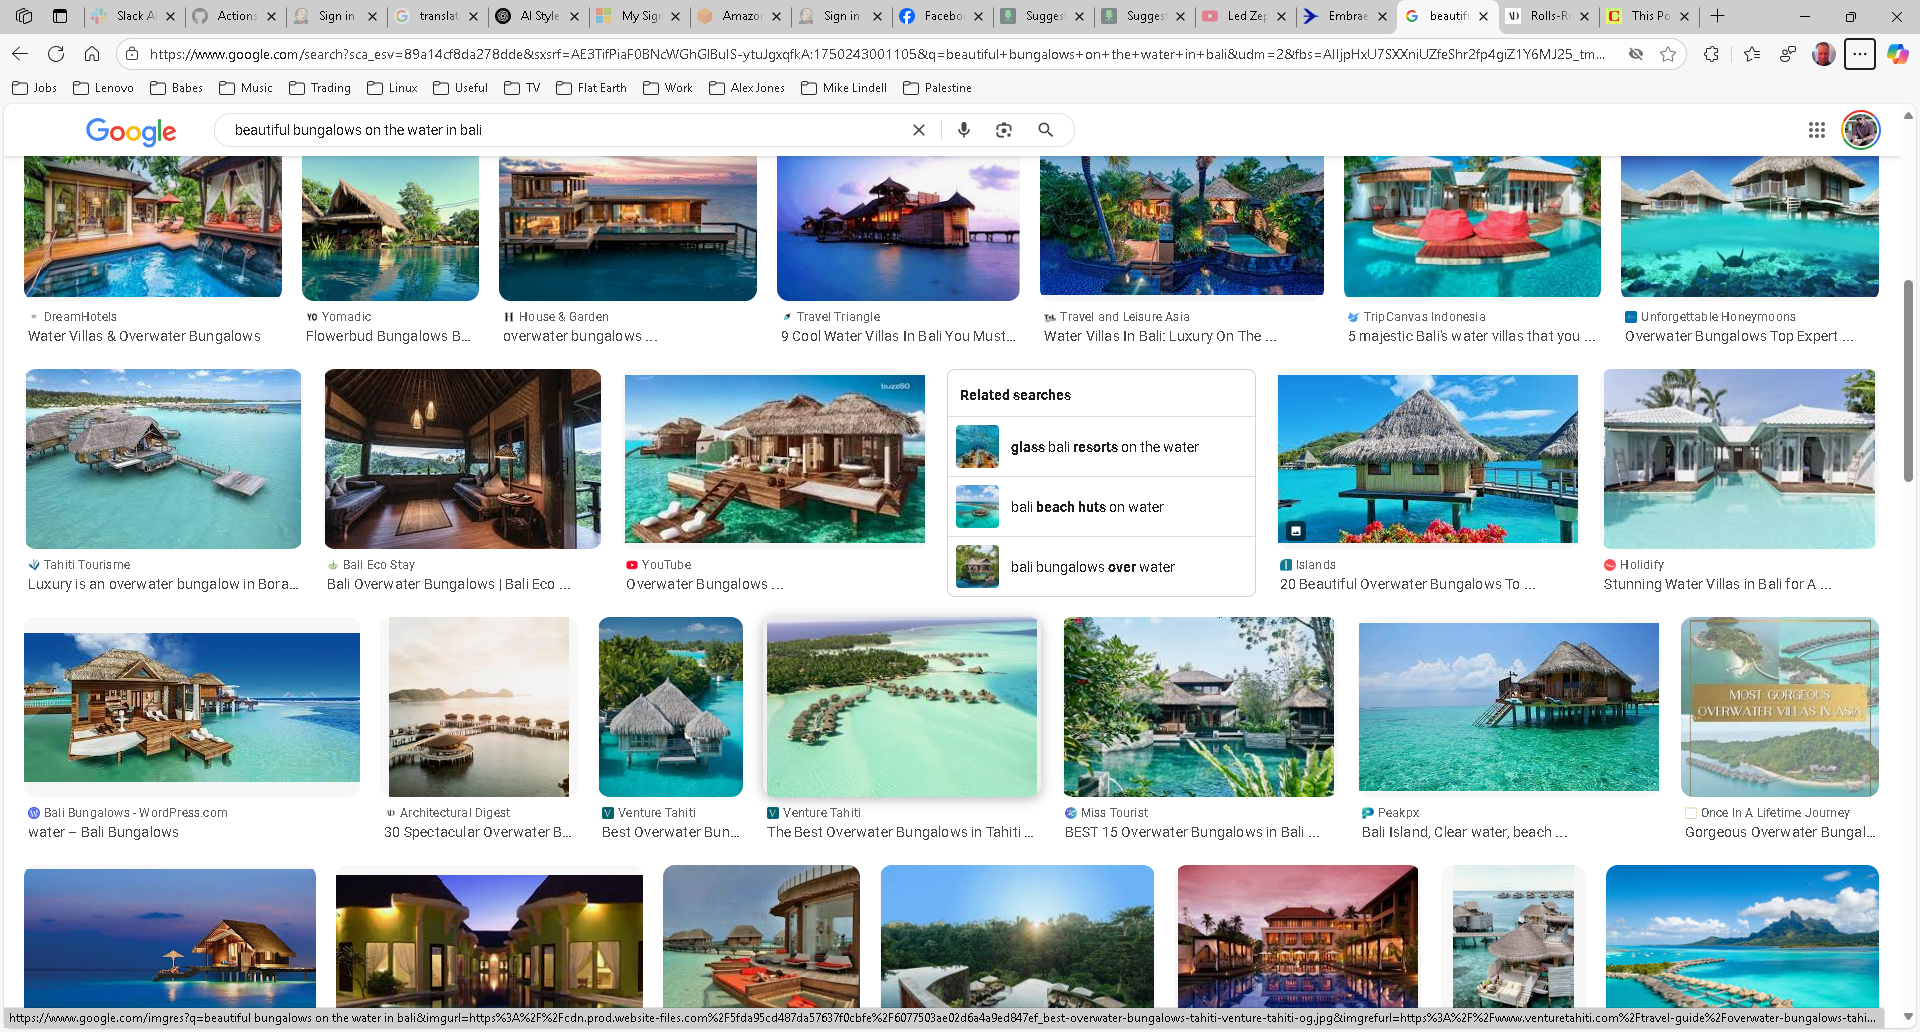 Slack A
Actions
Sign in
translat
AI Style
My Sig
Amazo
Sign in
Facebo
Suggest
Suggest
Led Zep
Embrae
beautif
Rolls-R
This Po
https://www.google.com/search?sca_esv=89a14cf8da278dde&sxsrf=AE3TifPiaF0BNcWGhGlBulS-ytuJgxqfkA:1750243001105&q=beautiful+bungalows+on+the+water+in+bali&udm=2&fbs=AIIjpHxU7SXXniUZfeShr2fp4giZ1Y6MJ25_tm...
Jobs
Lenovo
Babes
Music
Trading
Linux
Useful
TV
Flat Earth
Work
Alex Jones
Mike Lindell
Palestine
Google
beautiful bungalows on the water in bali
DreamHotels
Water Villas & Overwater Bungalows
YO Yomadic
Flowerbud Bungalows B...
H House & Garden
overwater bungalows ...
Travel Triangle
9 Cool Water Villas In Bali You Must...
T+L Travel and Leisure Asia
Water Villas In Bali: Luxury On The ...
TripCanvas Indonesia
5 majestic Bali's water villas that you ...
Unforgettable Honeymoons
Overwater Bungalows Top Expert ...
Tahiti Tourisme
Luxury is an overwater bungalow in Bora...
Bali Eco Stay
Bali Overwater Bungalows | Bali Eco ...
buzz60
YouTube
Overwater Bungalows ...
Related searches
glass bali resorts on the water
bali beach huts on water
bali bungalows over water
Islands
20 Beautiful Overwater Bungalows To ...
Holidify
Stunning Water Villas in Bali for A ...
Bali Bungalows - WordPress.com
water – Bali Bungalows
Architectural Digest
30 Spectacular Overwater B...
Venture Tahiti
Best Overwater Bun...
Venture Tahiti
The Best Overwater Bungalows in Tahiti ...
Miss Tourist
BEST 15 Overwater Bungalows in Bali ...
Peakpx
Bali Island, Clear water, beach ...
MOST GORGEOUS
OVERWATER VILLAS IN ASIA
Once In A Lifetime Journey
Gorgeous Overwater Bungal...
https://www.google.com/imgres?q=beautiful bungalows on the water in bali&imgurl=https%3A%2F%2Fcdn.prod.website-files.com%2F5fda95cd487da57637f0cbfe%2F6077503ae02d6a4a9ed847ef_best-overwater-bungalows-tahiti-venture-tahiti-og.jpg&imgrefurl=https%3A%2F%2Fwww.venturetahiti.com%2Ftravel-guide%2Foverwater-bungalows-tahi...